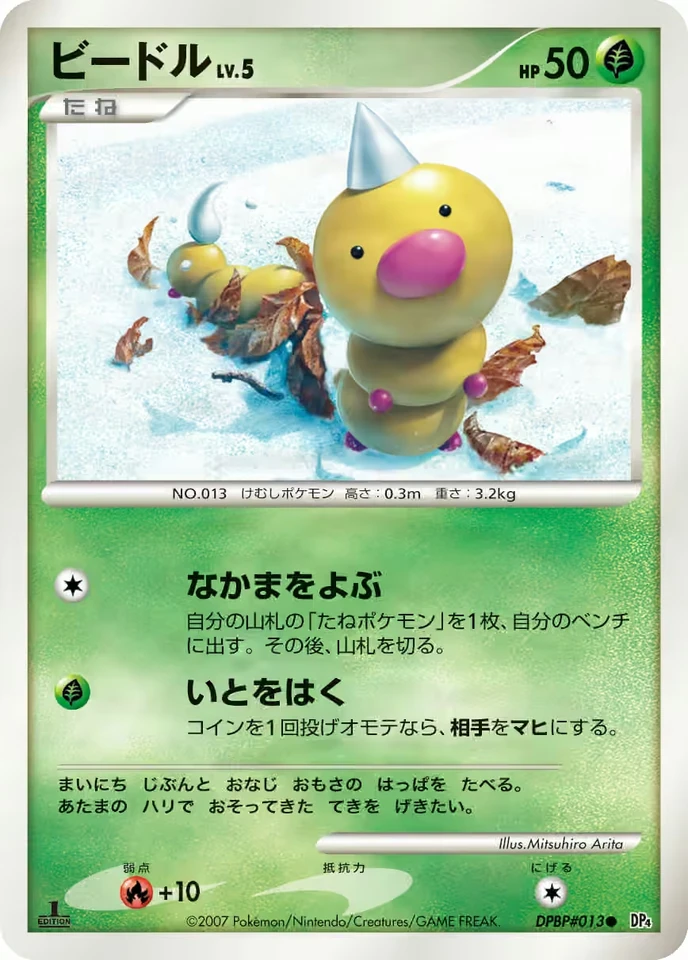 ビードル LV.5 HP 50
たね
NO.013 けむしポケモン 高さ:0.3m 重さ:3.2kg
なかまをよぶ
自分の山札の「たねポケモン」を1枚、自分のベンチ
に出す。その後、山札を切る。
いとをはく
コインを1回投げオモテなら、相手をマヒにする。
まいにち じぶんと おなじ おもさの はっぱを たべる。
あたまの ハリで おそってきた てきを げきたい。
Illus.Mitsuhiro Arita
弱点 抵抗力 にげる
+10
1 EDITION ©2007 Pokémon/Nintendo/Creatures/GAME FREAK. DPBP#013● DP4